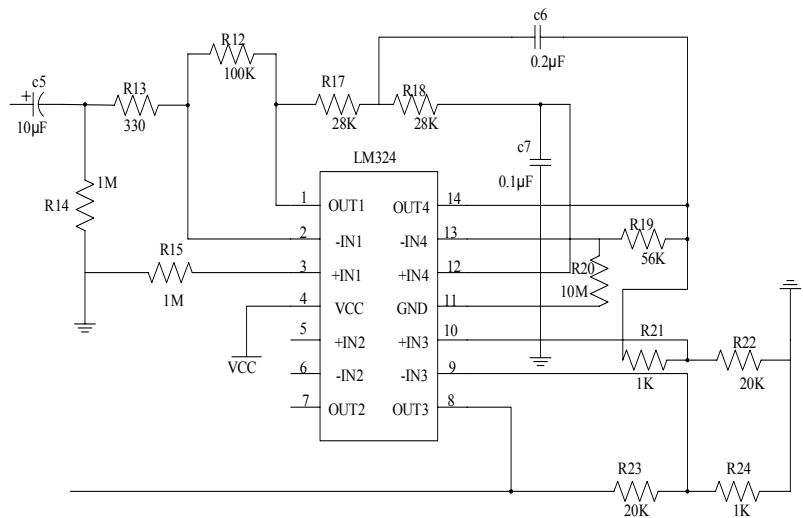 c6
0.2µF
R12
100K
c5
+
10µF
R13
330
R17
28K
R18
28K
c7
0.1µF
LM324
1M
R14
R15
1M
1 OUT1 OUT4 14
2 -IN1 -IN4 13
3 +IN1 +IN4 12
4 VCC GND 11
5 +IN2 +IN3 10
6 -IN2 -IN3 9
7 OUT2 OUT3 8
VCC
R19
56K
R20
10M
R21
1K
R22
20K
R23
20K
R24
1K